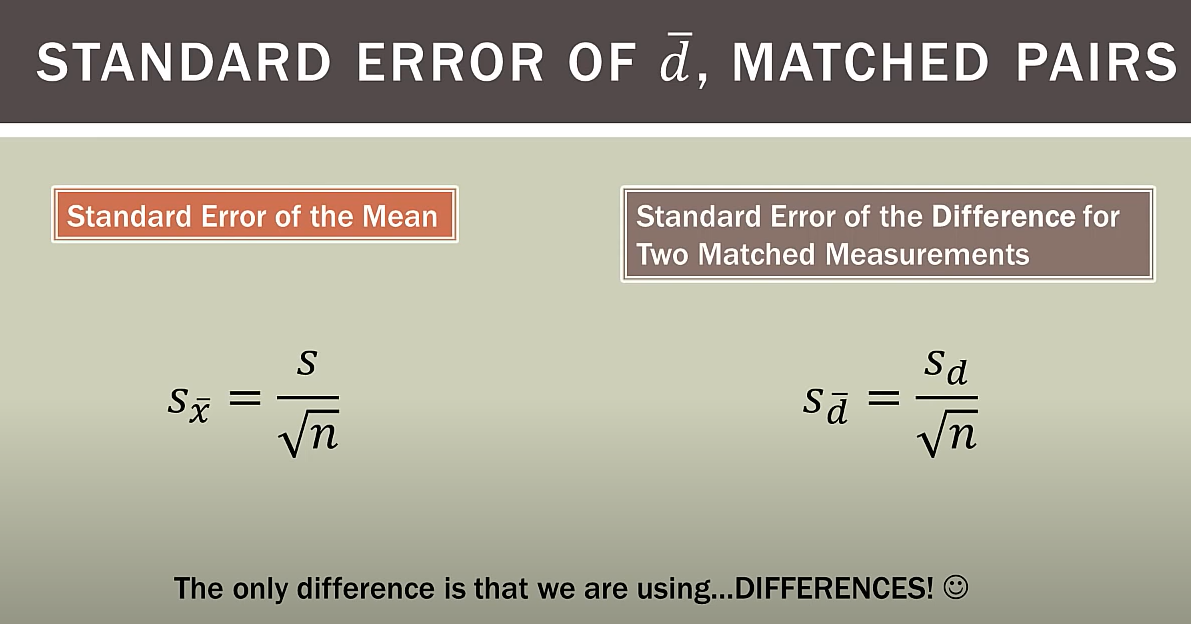 STANDARD ERROR OF d̄, MATCHED PAIRS
Standard Error of the Mean
Standard Error of the Difference for
Two Matched Measurements
s_x̄ = s/√n
s_d̄ = s_d/√n
The only difference is that we are using...DIFFERENCES! ☺